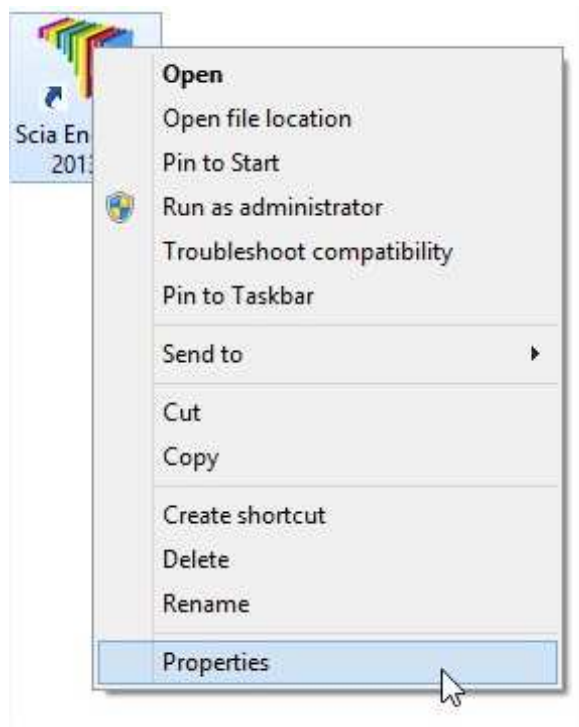 Scia En
2013
Open
Open file location
Pin to Start
Run as administrator
Troubleshoot compatibility
Pin to Taskbar
Send to
Cut
Copy
Create shortcut
Delete
Rename
Properties